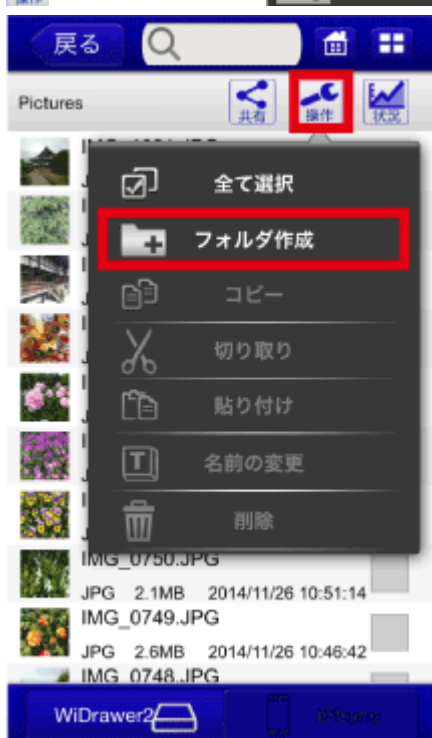 戻る
Pictures
共有
操作
状況
全て選択
フォルダ作成
コピー
切り取り
貼り付け
名前の変更
削除
IMG_0750.JPG
JPG 2.1MB 2014/11/26 10:51:14
IMG_0749.JPG
JPG 2.6MB 2014/11/26 10:46:42
IMG_0748.JPG
WiDrawer2